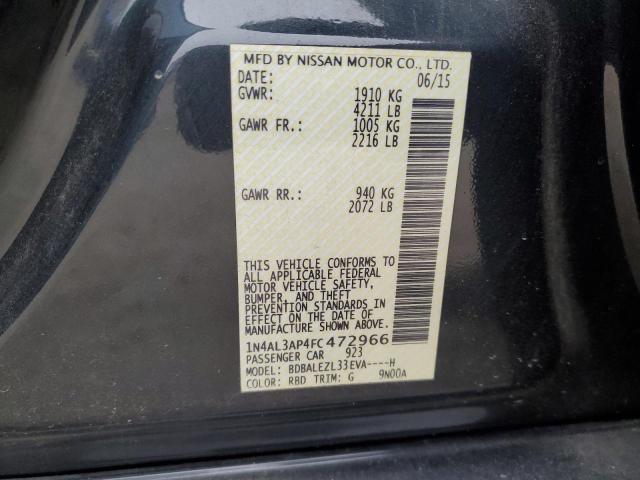 MFD BY NISSAN MOTOR CO., LTD.
DATE: 06/15
GVWR: 1910 KG
4211 LB
GAWR FR.: 1005 KG
2216 LB
GAWR RR.: 940 KG
2072 LB
THIS VEHICLE CONFORMS TO
ALL APPLICABLE FEDERAL
MOTOR VEHICLE SAFETY,
BUMPER, AND THEFT
PREVENTION STANDARDS IN
EFFECT ON THE DATE OF
MANUFACTURE SHOWN ABOVE.
1N4AL3AP4FC472966
PASSENGER CAR 923
MODEL: BDBALEZL33EVA----H
COLOR: RBD TRIM: G 9N00A